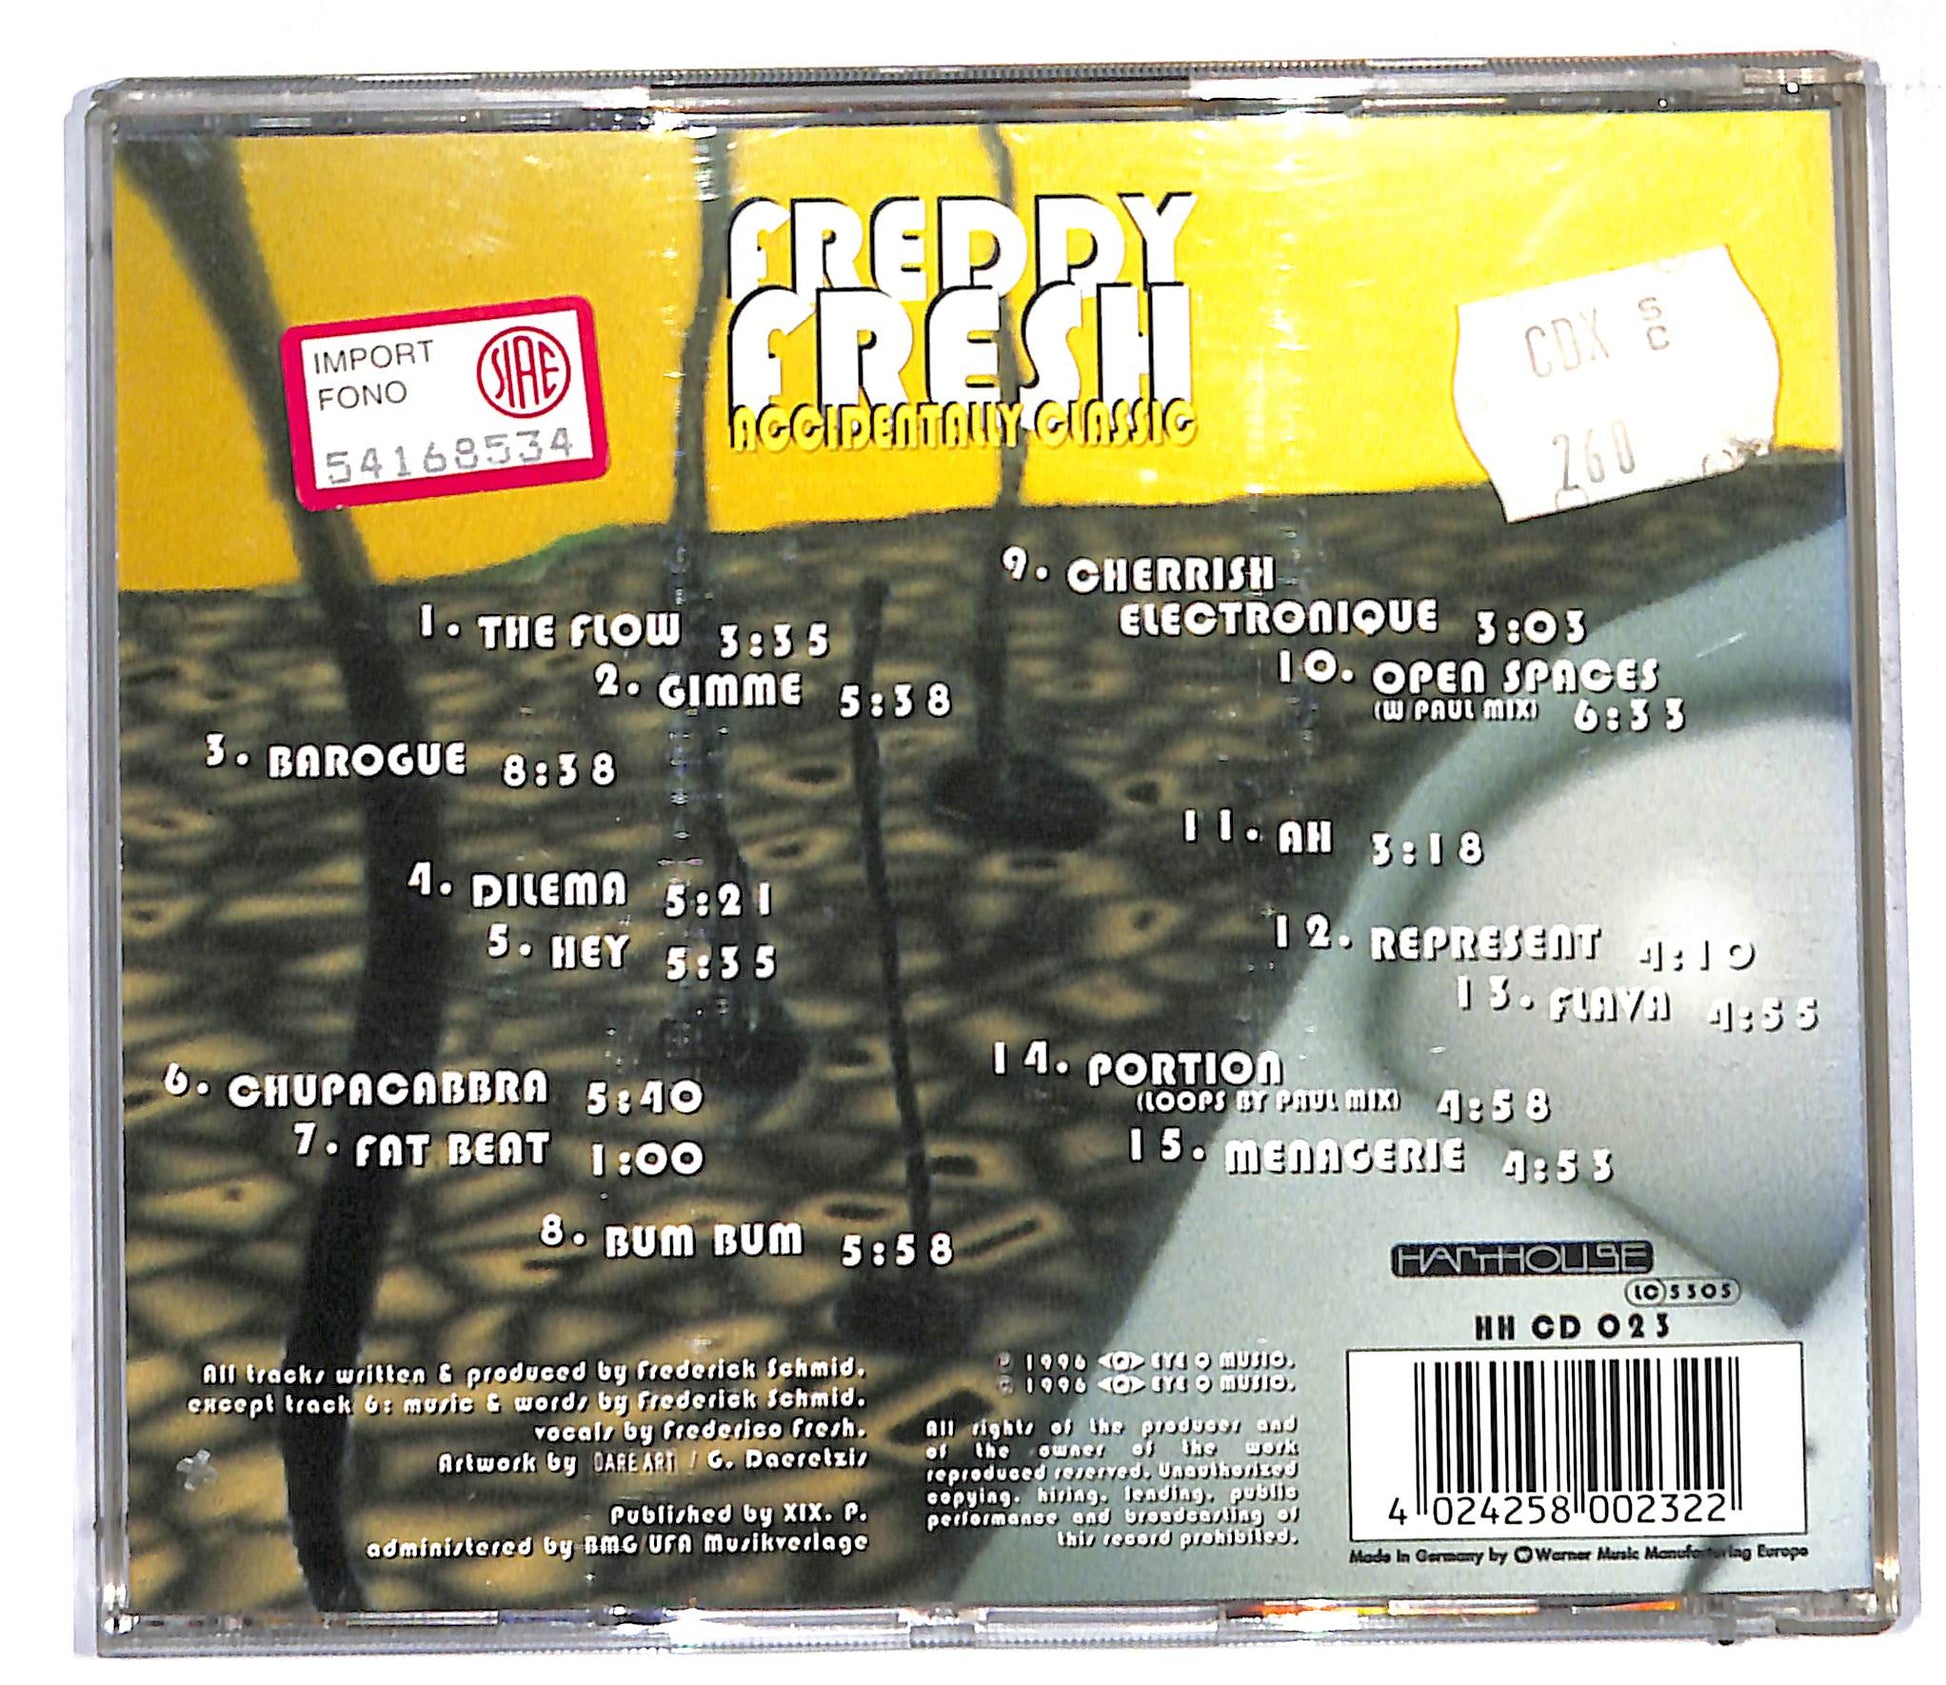 FREDDY
FRESH
ACCIDENTALLY CLASSIC
IMPORT
FONO
SIAE
54168534
CDX SC
260
1. THE FLOW 3:35
2. GIMME 5:38
3. BAROGUE 8:38
4. DILEMA 5:21
5. HEY 5:35
6. CHUPACABBRA 5:40
7. FAT BEAT 1:00
8. BUM BUM 5:58
9. CHERRISH
ELECTRONIQUE 3:03
10. OPEN SPACES
(W PAUL MIX) 6:33
11. AH 3:18
12. REPRESENT 4:10
13. FLAVA 4:55
14. PORTION
(LOOPS BY PAUL MIX) 4:58
15. MENAGERIE 4:53
All tracks written & produced by Frederick Schmid.
except track 6: music & words by Frederick Schmid.
vocals by Frederico Fresh.
Artwork by DARE ART / G. Dacretzis
Published by XIX. P.
administered by BMG UFA Musikverlage
℗ 1996 <Q> EYE Q MUSIC.
© 1996 <Q> EYE Q MUSIC.
All rights of the producer and
of the owner of the work
reproduced reserved. Unauthorized
copying, hiring, lending, public
performance and broadcasting of
this record prohibited.
HARTHOUSE
LC 5305
HH CD 023
4 024258 002322
Made in Germany by Warner Music Manufacturing Europe